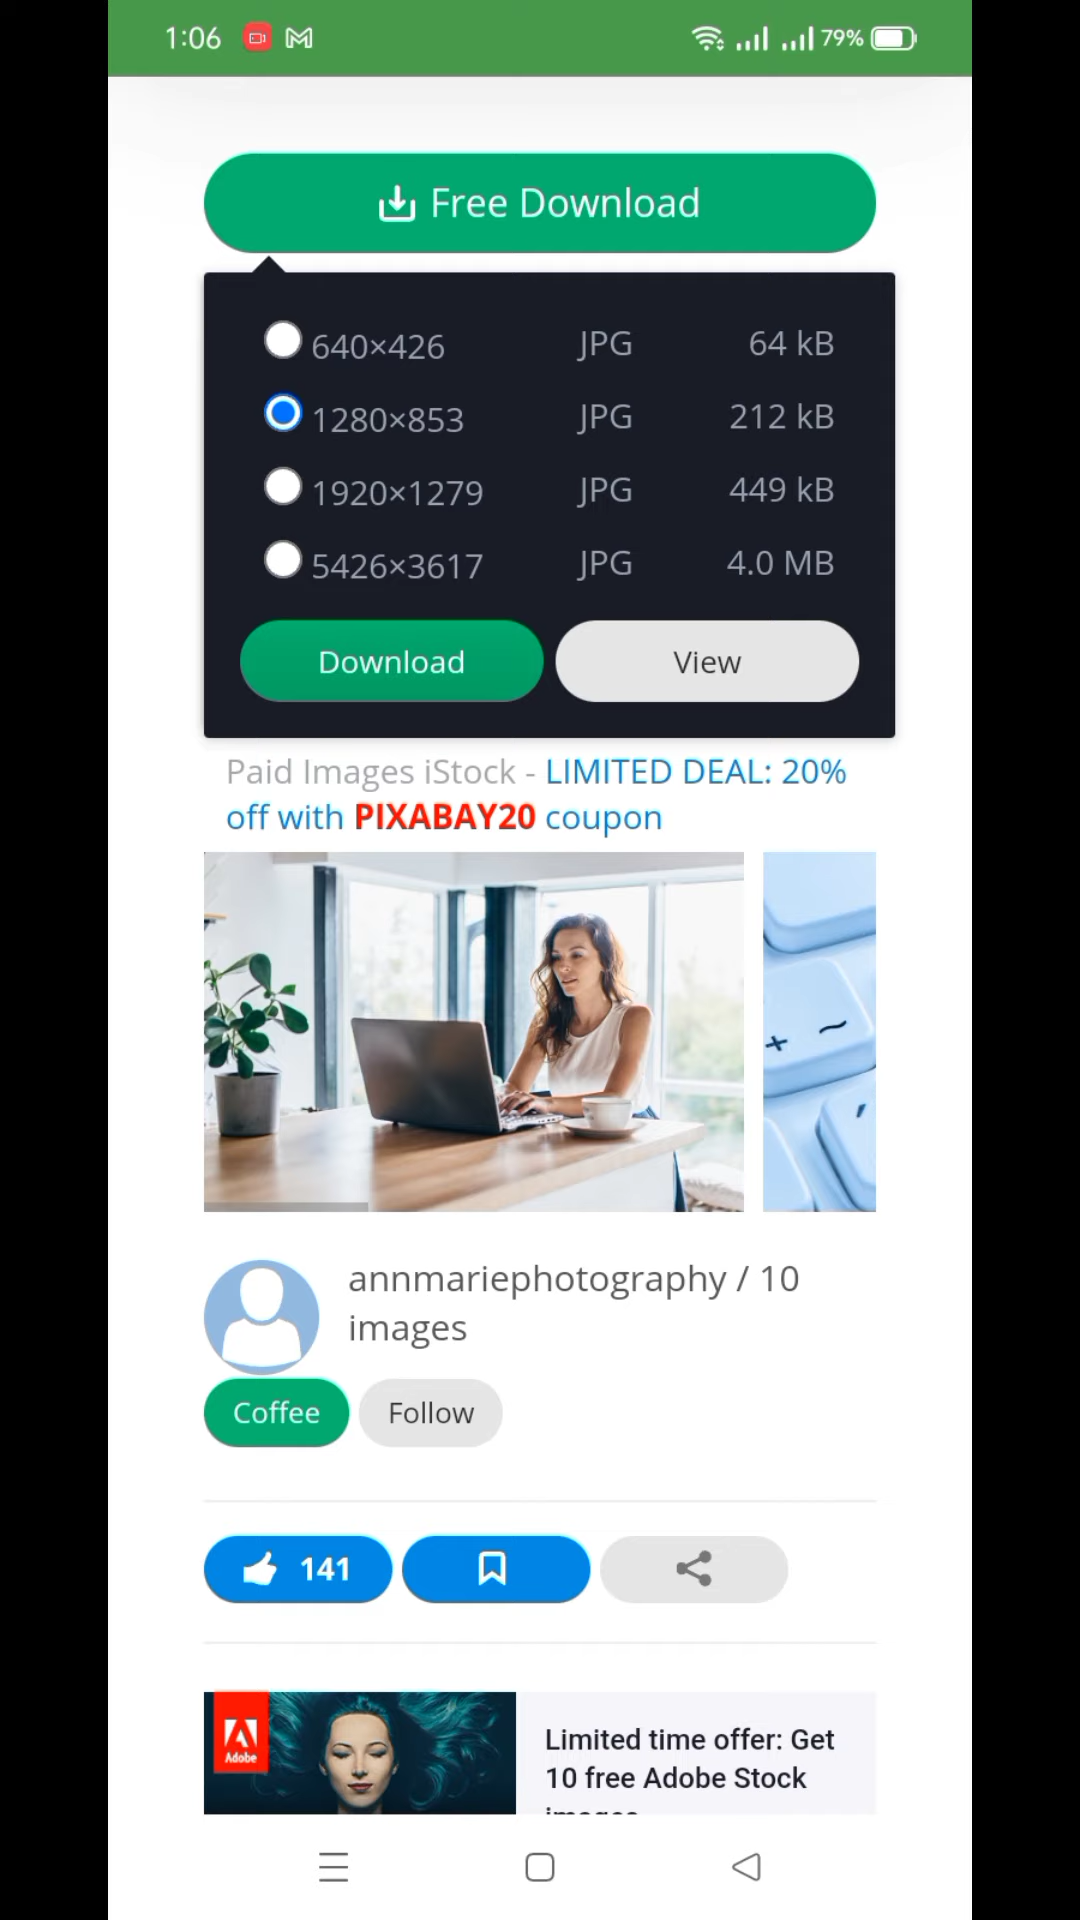 1:06 79%
Free Download
640×426 JPG 64 kB
1280×853 JPG 212 kB
1920×1279 JPG 449 kB
5426×3617 JPG 4.0 MB
Download View
Paid Images iStock - LIMITED DEAL: 20%
off with PIXABAY20 coupon
+ ~
annmariephotography / 10
images
Coffee Follow
141
Adobe
Limited time offer: Get
10 free Adobe Stock
images